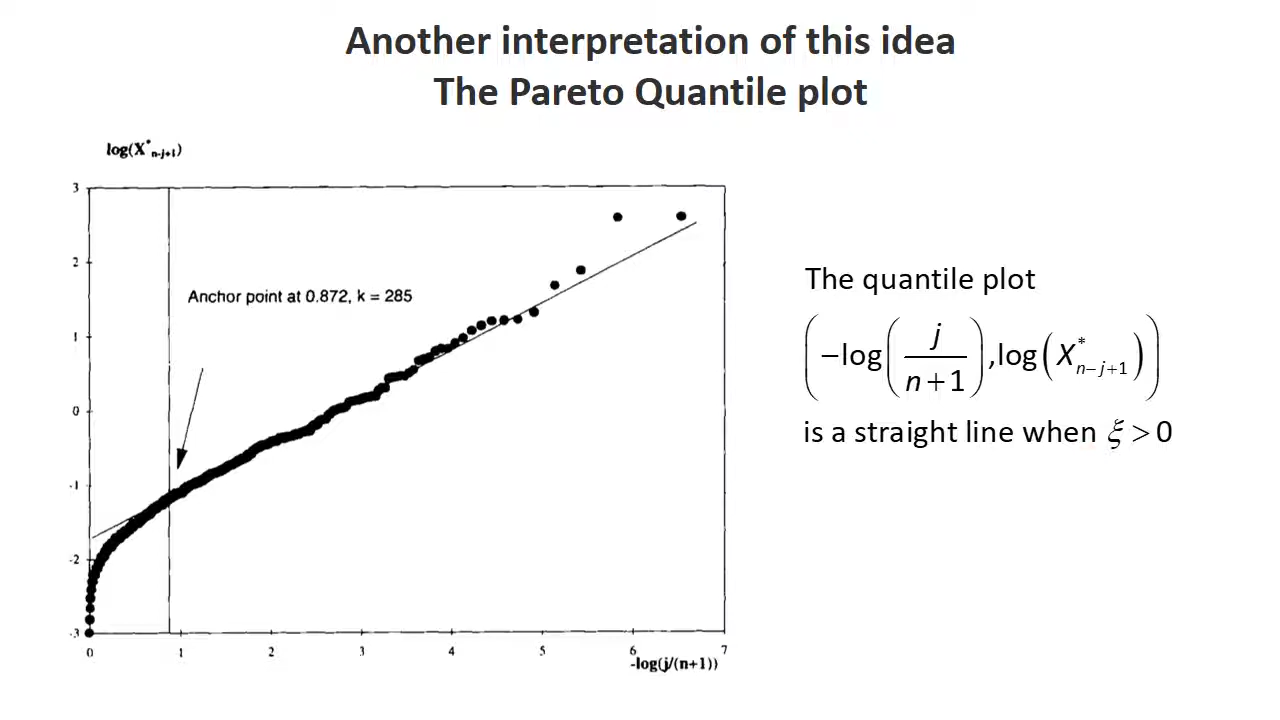 Another interpretation of this idea
The Pareto Quantile plot
log(X*n-j+1)
3
2
Anchor point at 0.872, k = 285
1
0
-1
-2
-3
0 1 2 3 4 5 6 7
-log(j/(n+1))
The quantile plot
(−log(j/(n+1)),log(X*n−j+1))
is a straight line when ξ > 0